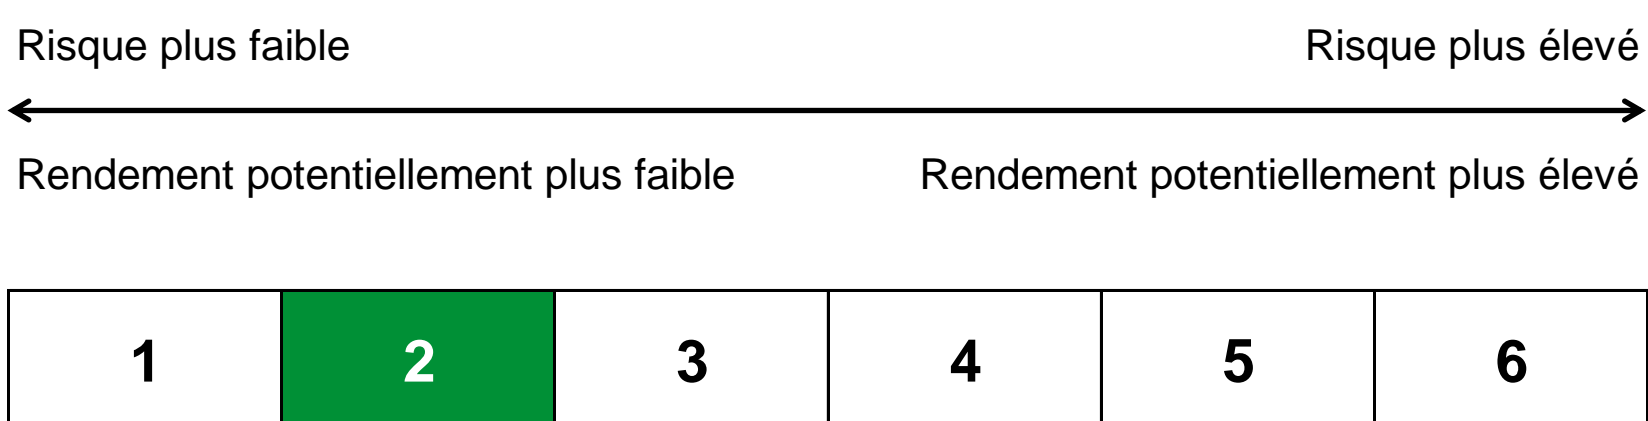 Risque plus faible Risque plus élevé
Rendement potentiellement plus faible Rendement potentiellement plus élevé
1 2 3 4 5 6